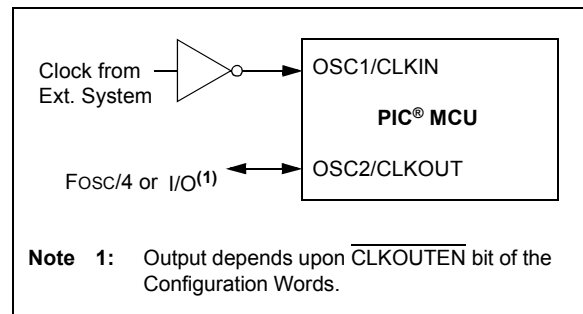 Clock from
Ext. System
OSC1/CLKIN
PIC® MCU
FOSC/4 or I/O(1)
OSC2/CLKOUT
Note 1: Output depends upon CLKOUTEN bit of the
Configuration Words.